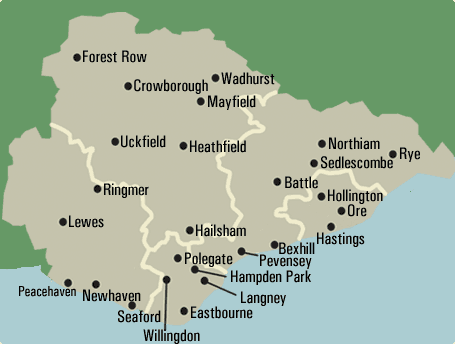 Forest Row
Wadhurst
Crowborough
Mayfield
Uckfield
Heathfield
Northiam
Rye
Sedlescombe
Battle
Ringmer
Hollington
Ore
Lewes
Hailsham
Hastings
Bexhill
Polegate
Pevensey
Hampden Park
Peacehaven
Newhaven
Langney
Seaford
Eastbourne
Willingdon